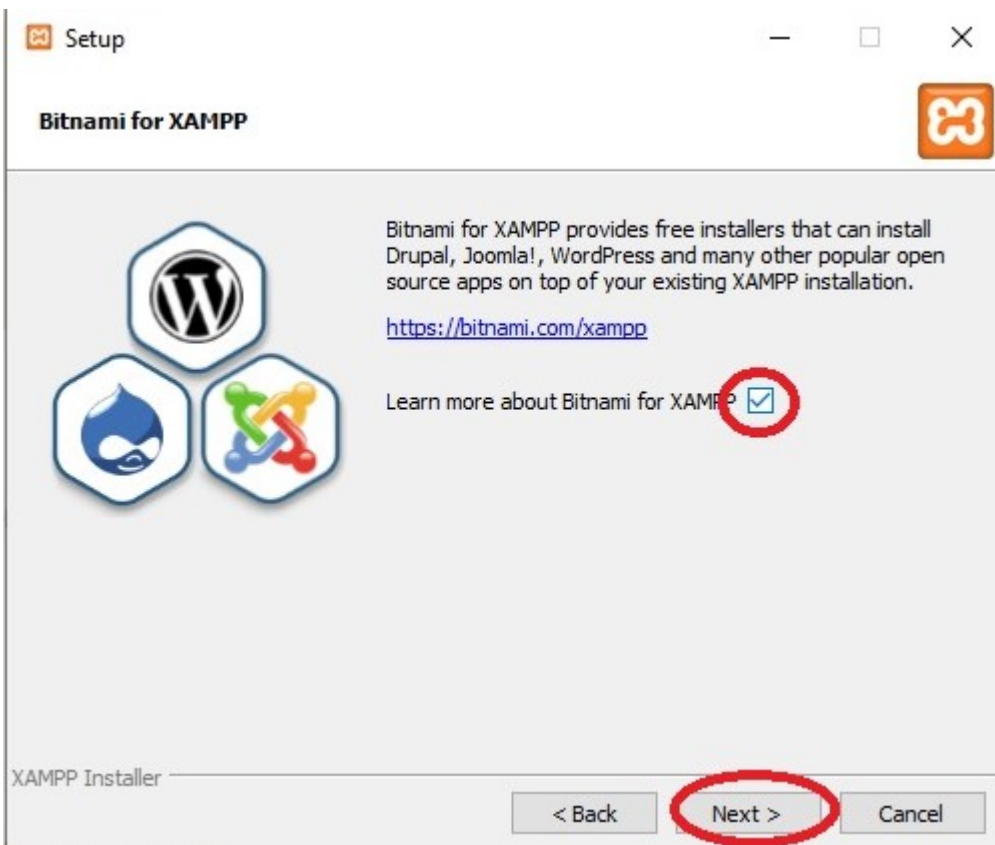 Setup
Bitnami for XAMPP
Bitnami for XAMPP provides free installers that can install
Drupal, Joomla!, WordPress and many other popular open
source apps on top of your existing XAMPP installation.
https://bitnami.com/xampp
Learn more about Bitnami for XAMPP
XAMPP Installer
< Back Next > Cancel